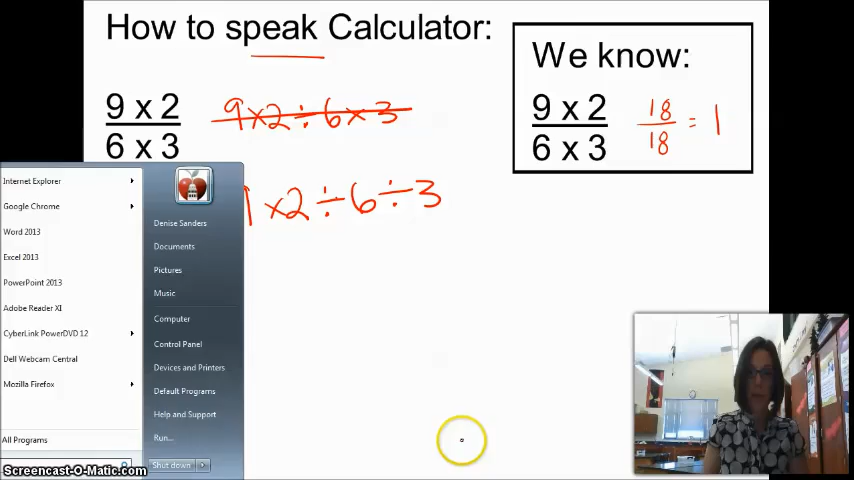 How to speak Calculator:
9 x 2
6 x 3
9x2÷6x3
x2÷6÷3
We know:
9 x 2
6 x 3
18
18
= 1
Internet Explorer
Google Chrome
Word 2013
Excel 2013
PowerPoint 2013
Adobe Reader XI
CyberLink PowerDVD 12
Dell Webcam Central
Mozilla Firefox
All Programs
Denise Sanders
Documents
Pictures
Music
Computer
Control Panel
Devices and Printers
Default Programs
Help and Support
Run...
Shut down
Screencast-O-Matic.com